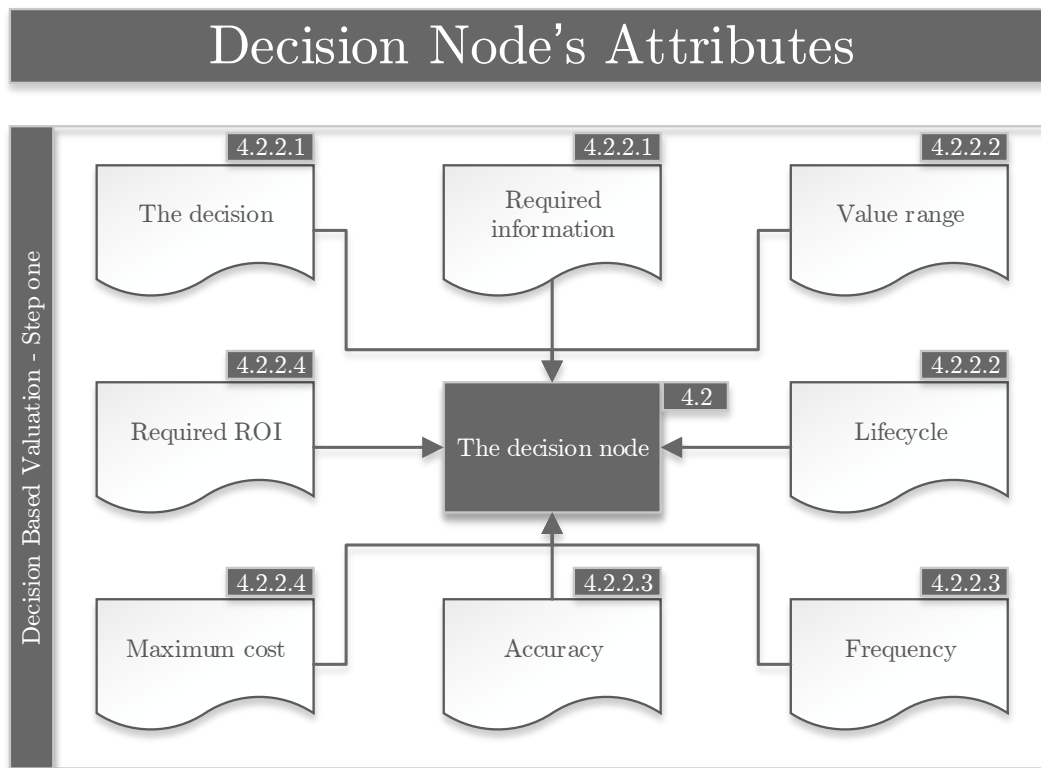 Decision Node's Attributes
Decision Based Valuation - Step one
4.2.2.1
The decision
4.2.2.1
Required
information
4.2.2.2
Value range
4.2.2.4
Required ROI
4.2
The decision node
4.2.2.2
Lifecycle
4.2.2.4
Maximum cost
4.2.2.3
Accuracy
4.2.2.3
Frequency